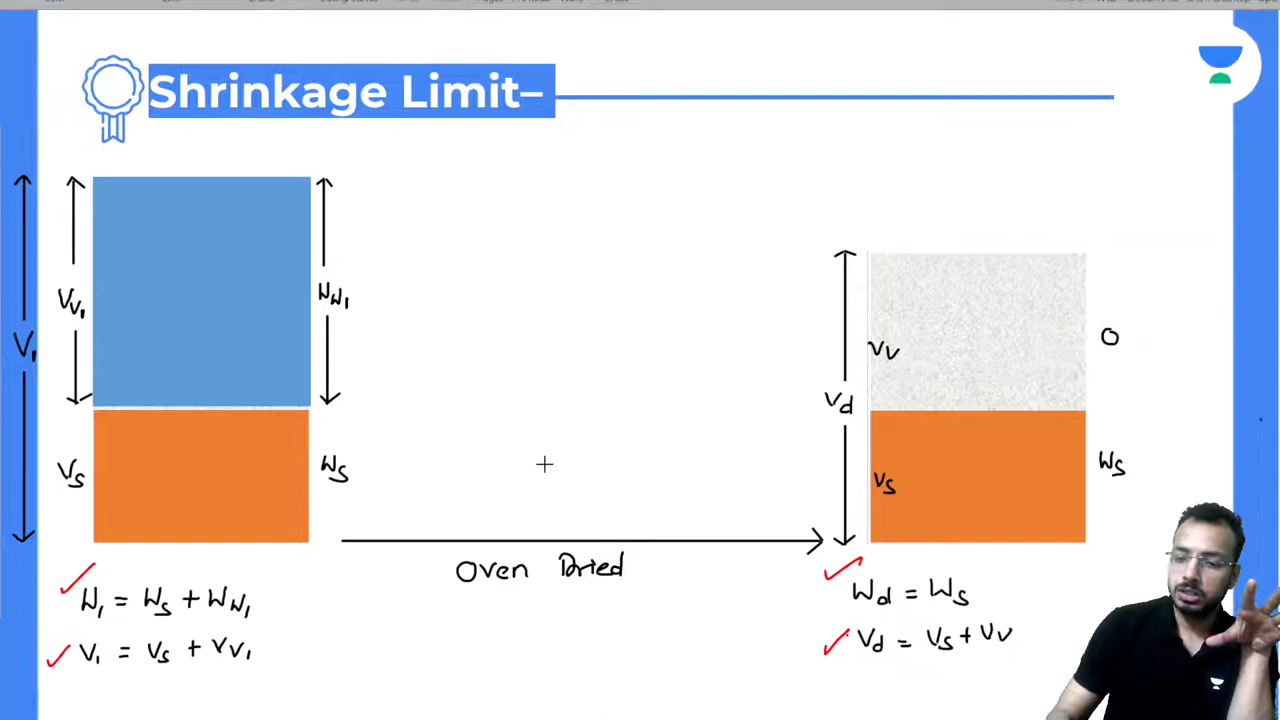 Shrinkage Limit–
V₁
Vv₁
Ww₁
Vs
Ws
W₁ = Ws + Ww₁
V₁ = Vs + Vv₁
Oven Dried
Vd
Vv
0
Vs
Ws
Wd = Ws
Vd = Vs + Vv